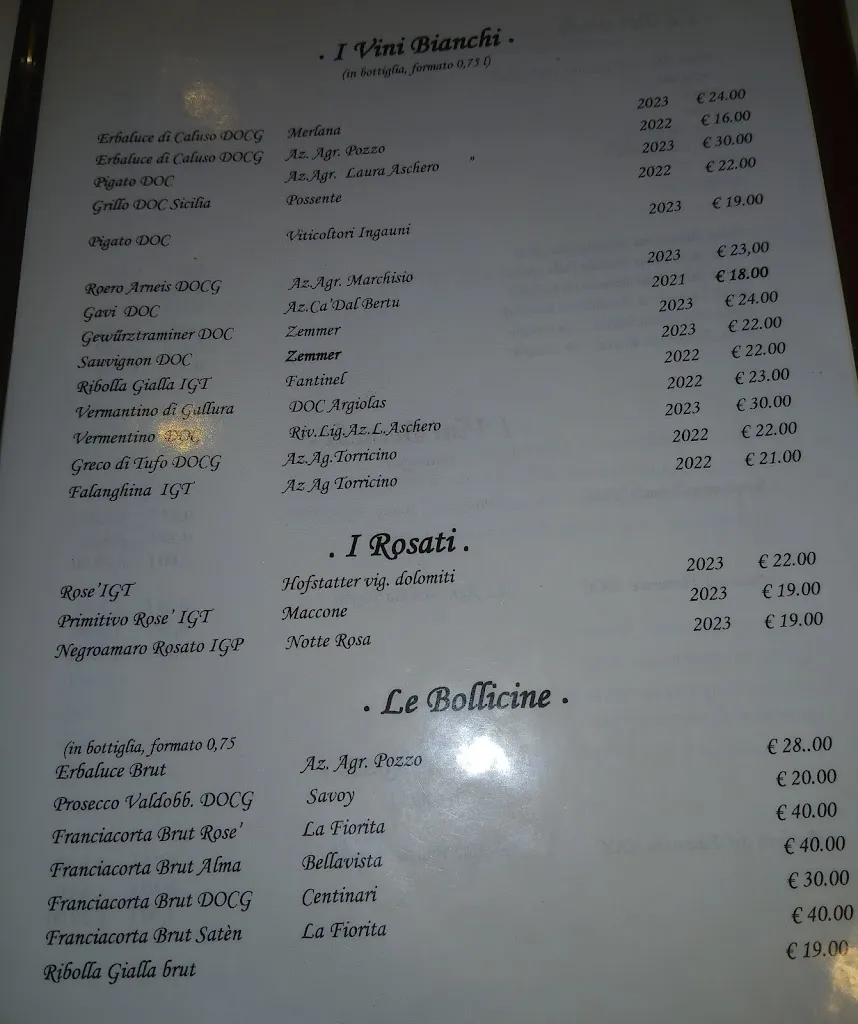 · I Vini Bianchi ·
(in bottiglia, formato 0,75 l)
Erbaluce di Caluso DOCG Merlana 2023 € 24.00
Erbaluce di Caluso DOCG Az. Agr. Pozzo 2022 € 16.00
Pigato DOC Az.Agr. Laura Aschero " 2023 € 30.00
Grillo DOC Sicilia Possente 2022 € 22.00
Pigato DOC Viticoltori Ingauni 2023 € 19.00
Roero Arneis DOCG Az.Agr. Marchisio 2023 € 23,00
Gavi DOC Az.Ca'Dal Bertu 2021 € 18.00
Gewűrztraminer DOC Zemmer 2023 € 24.00
Sauvignon DOC Zemmer 2023 € 22.00
Ribolla Gialla IGT Fantinel 2022 € 22.00
Vermantino di Gallura DOC Argiolas 2022 € 23.00
Vermentino DOC Riv.Lig.Az.L.Aschero 2023 € 30.00
Greco di Tufo DOCG Az.Ag.Torricino 2022 € 22.00
Falanghina IGT Az Ag Torricino 2022 € 21.00
. I Rosati .
Rose'IGT Hofstatter vig. dolomiti 2023 € 22.00
Primitivo Rose' IGT Maccone 2023 € 19.00
Negroamaro Rosato IGP Notte Rosa 2023 € 19.00
· Le Bollicine ·
(in bottiglia, formato 0,75
Erbaluce Brut Az. Agr. Pozzo € 28..00
Prosecco Valdobb. DOCG Savoy € 20.00
Franciacorta Brut Rose' La Fiorita € 40.00
Franciacorta Brut Alma Bellavista € 40.00
Franciacorta Brut DOCG Centinari € 30.00
Franciacorta Brut Satèn La Fiorita € 40.00
Ribolla Gialla brut € 19.00